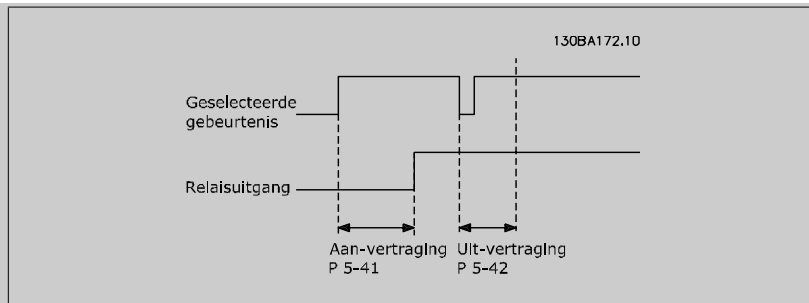 130BA172.10
Geselecteerde
gebeurtenis
Relaisuitgang
Aan-vertraging
P 5-41
Uit-vertraging
P 5-42